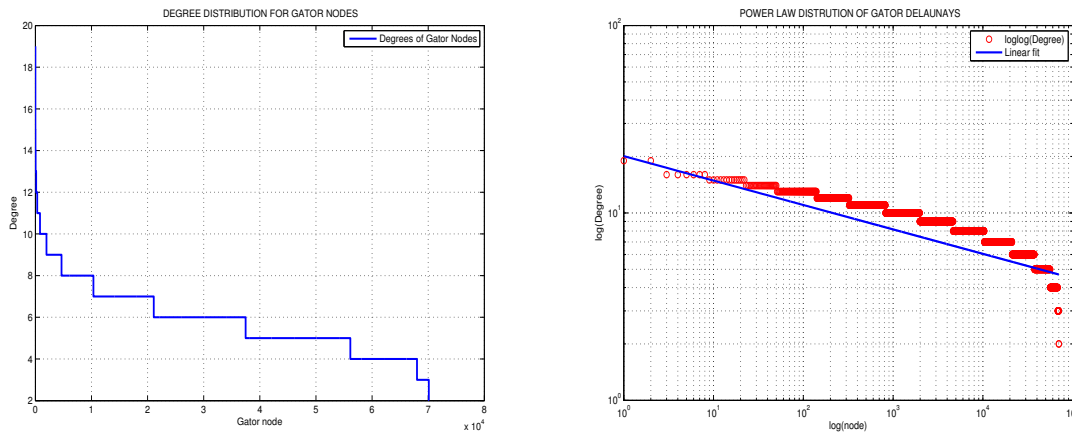 DEGREE DISTRIBUTION FOR GATOR NODES
20
18
16
14
12
10
8
6
4
2
Degree
Degrees of Gator Nodes
0 1 2 3 4 5 6 7 8
x 10^4
Gator node
POWER LAW DISTRUTION OF GATOR DELAUNAYS
10^2
10^1
10^0
log(Degree)
loglog(Degree)
Linear fit
10^0 10^1 10^2 10^3 10^4 10
log(node)